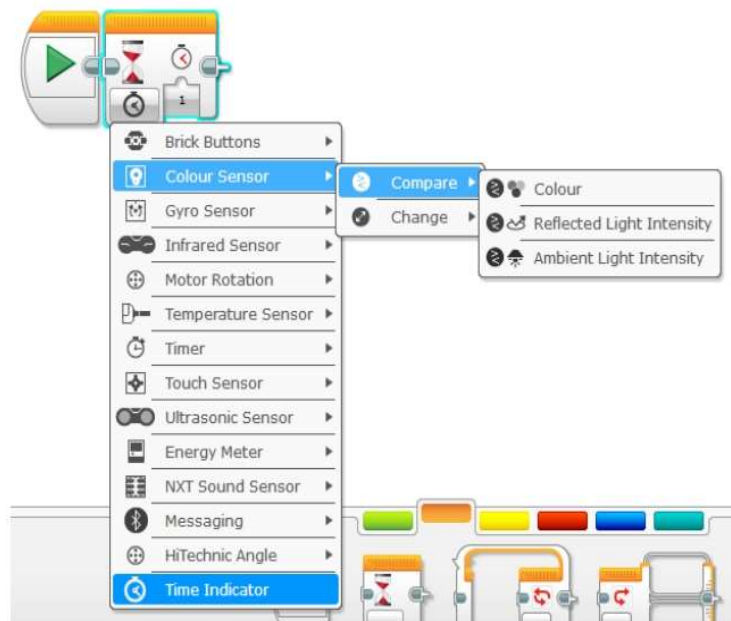 1
Brick Buttons
Colour Sensor
Compare
Colour
Gyro Sensor
Change
Reflected Light Intensity
Infrared Sensor
Ambient Light Intensity
Motor Rotation
Temperature Sensor
Timer
Touch Sensor
Ultrasonic Sensor
Energy Meter
NXT Sound Sensor
Messaging
HiTechnic Angle
Time Indicator